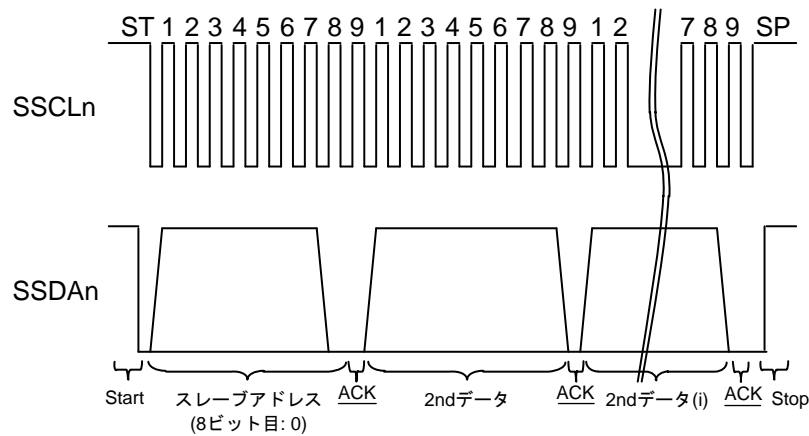 ST 1 2 3 4 5 6 7 8 9 1 2 3 4 5 6 7 8 9 1 2 7 8 9 SP
SSCLn
SSDAn
Start スレーブアドレス ACK 2ndデータ ACK 2ndデータ(i) ACK Stop
(8ビット目: 0)